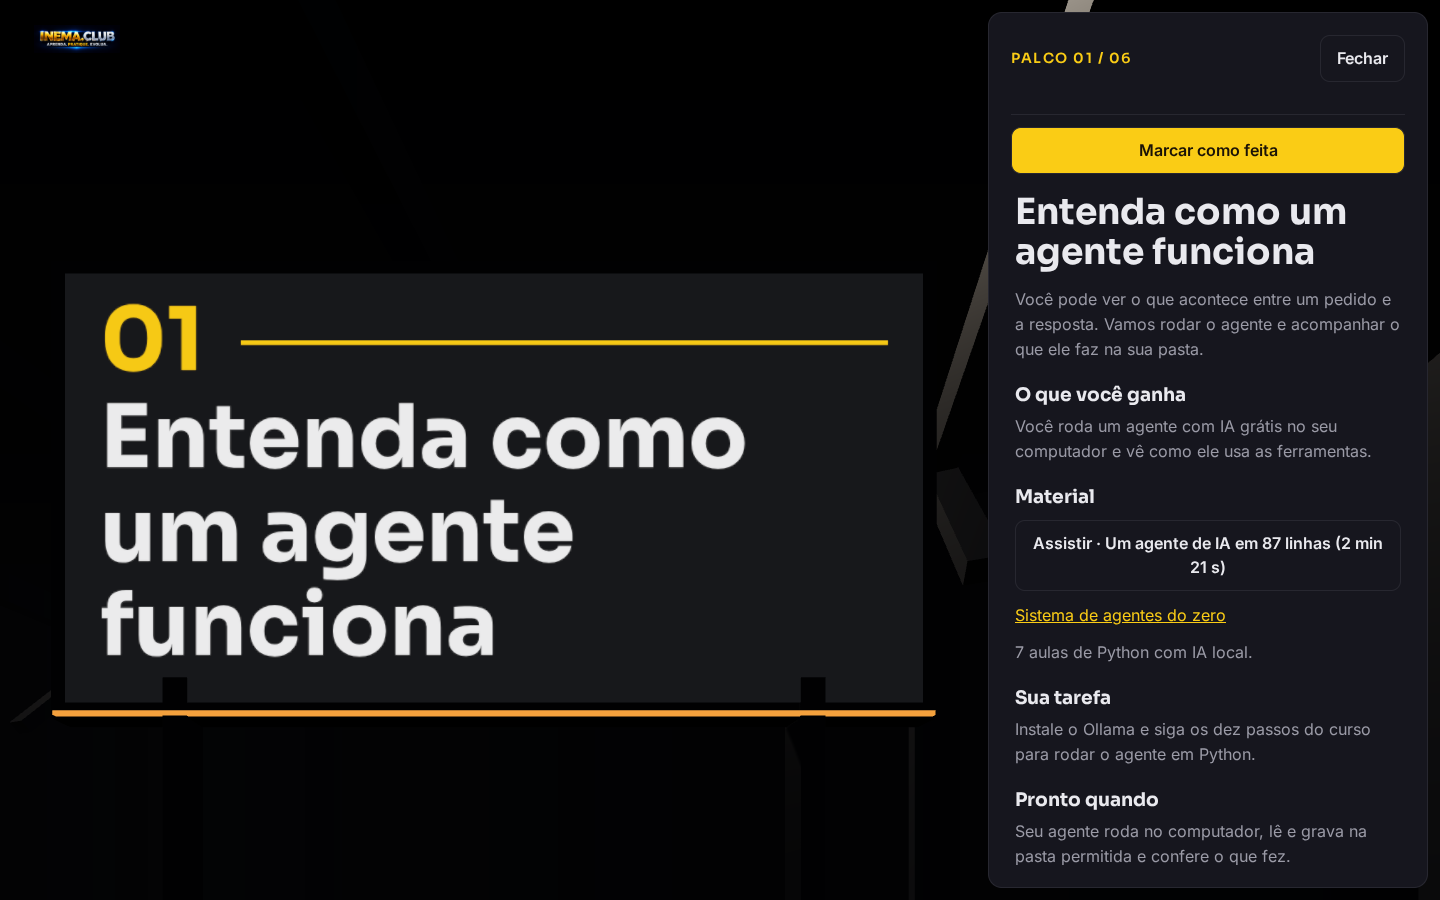 INEMA.CLUB
APRENDA. PRATIQUE. EVOLUA.
01
Entenda como
um agente
funciona
PALCO 01 / 06
Fechar
Marcar como feita
Entenda como um
agente funciona
Você pode ver o que acontece entre um pedido e
a resposta. Vamos rodar o agente e acompanhar o
que ele faz na sua pasta.
O que você ganha
Você roda um agente com IA grátis no seu
computador e vê como ele usa as ferramentas.
Material
Assistir · Um agente de IA em 87 linhas (2 min
21 s)
Sistema de agentes do zero
7 aulas de Python com IA local.
Sua tarefa
Instale o Ollama e siga os dez passos do curso
para rodar o agente em Python.
Pronto quando
Seu agente roda no computador, lê e grava na
pasta permitida e confere o que fez.